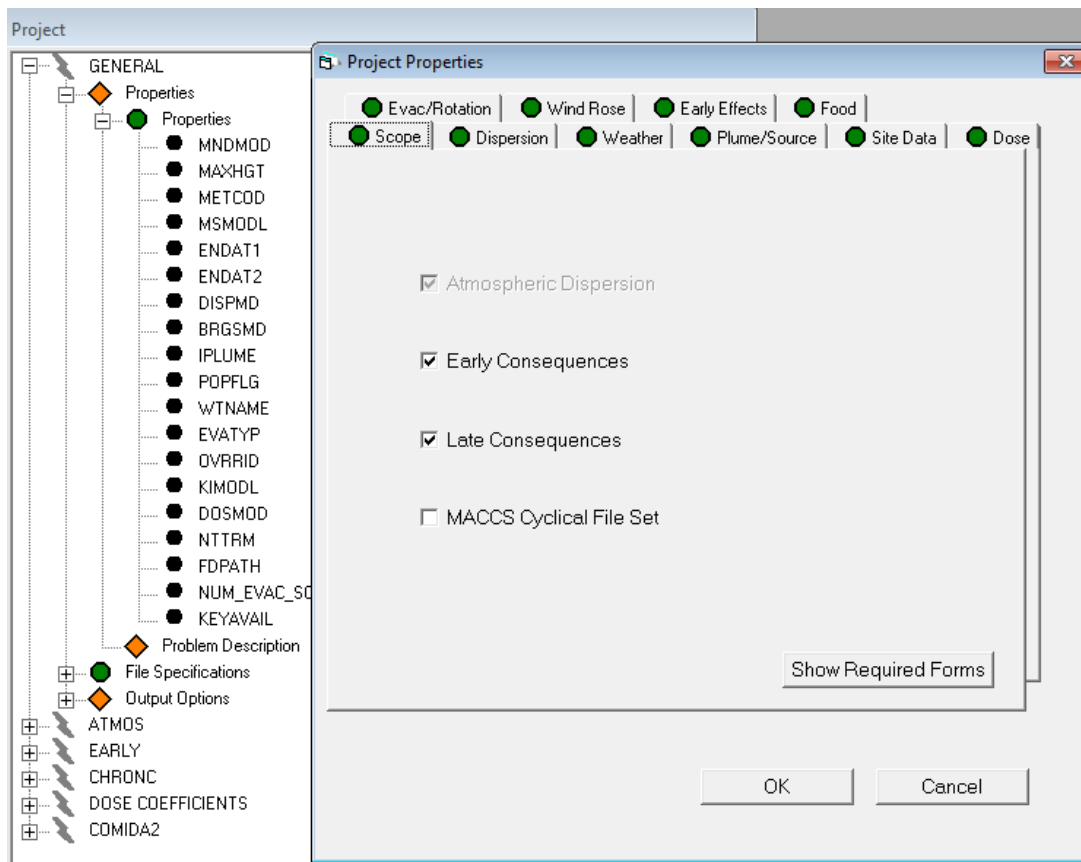 Project
GENERAL
Properties
Properties
MNDMOD
MAXHGT
METCOD
MSMODL
ENDAT1
ENDAT2
DISPMD
BRGSMD
IPLUME
POPFLG
WTNAME
EVATYP
OVRRID
KIMODL
DOSMOD
NTTRM
FDPATH
NUM_EVAC_SC
KEYAVAIL
Problem Description
File Specifications
Output Options
ATMOS
EARLY
CHRONC
DOSE COEFFICIENTS
COMIDA2
Project Properties
Evac/Rotation Wind Rose Early Effects Food
Scope Dispersion Weather Plume/Source Site Data Dose
Atmospheric Dispersion
Early Consequences
Late Consequences
MACCS Cyclical File Set
Show Required Forms
OK Cancel